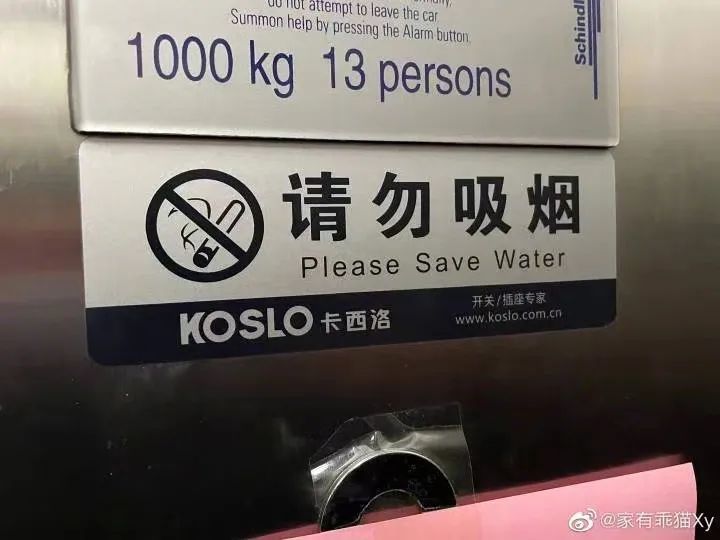 do not attempt to leave the car
Summon help by pressing the Alarm button.
1000 kg 13 persons
请勿吸烟
Please Save Water
KOSLO 卡西洛
开关/插座专家
www.koslo.com.cn
@家有乖猫Xy